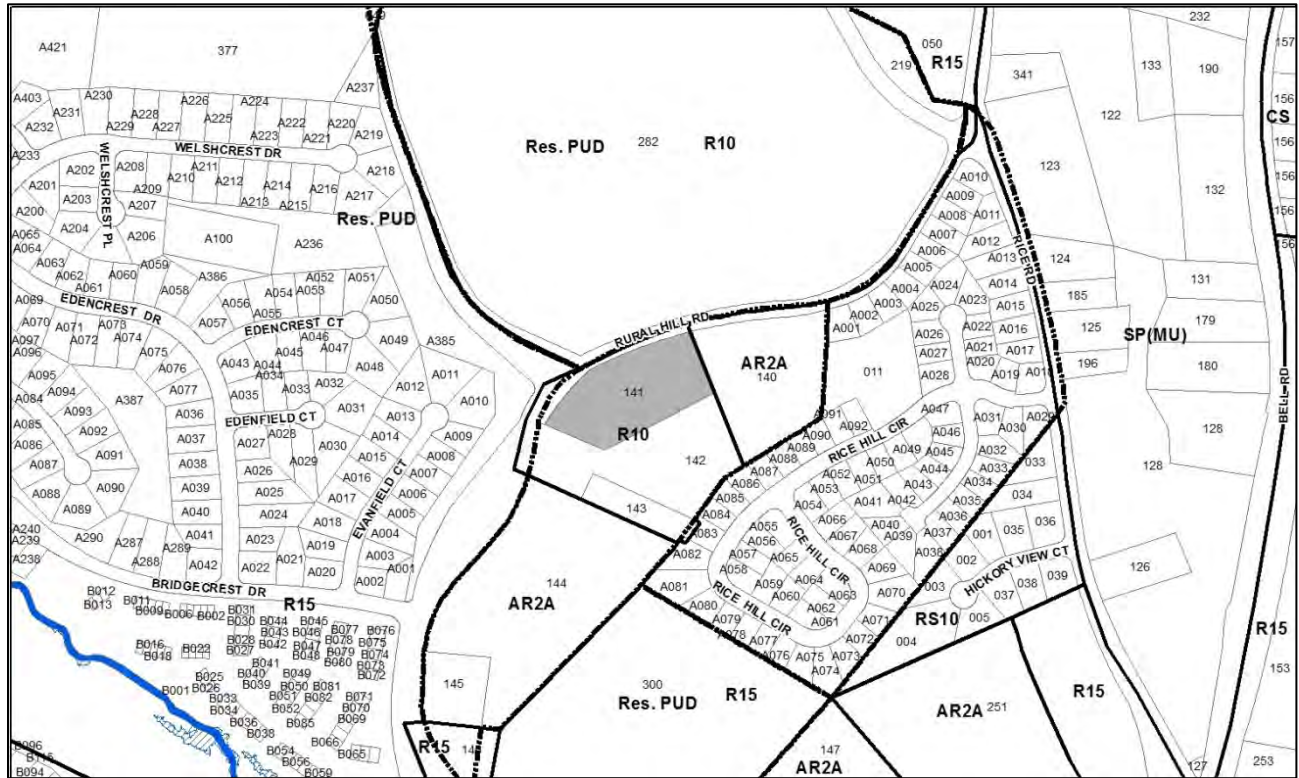 232
050
A421
377
157
R15
219
133
190
341
A237
A403
A230
A226
A224
156
A231
A228
A225
A222
A220
122
CS
A232
A229
A227
A223
A221
A219
Res. PUD
282
R10
156
WELSHCREST DR
A233
A202
A208
A211
A218
123
156
A201
A210
A212
A214
A216
A010
WELSHCREST PL
A209
A213
A215
A217
A009
132
156
A203
A207
A200
Res. PUD
A008
A011
A204
A206
A100
A236
A007
A012
156
A065
A064
A006
RICE RD
A013
A063
A059
A386
A052
A051
A005
124
A062
A060
A054
A053
A004
A024
A014
131
A061
A058
A056
A050
A003
A025
A023
185
A069
EDENCREST DR
A055
A002
A015
A070
A073
A057
EDENCREST CT
A001
A022
A016
125
179
A071
A074
A046
A049
A385
RURAL HILL RD
A026
SP(MU)
A097
A072
A045
A047
A021
A017
A096
A075
A043
A044
A048
AR2A
A027
A020
196
180
A095
A076
A034
A032
A012
A011
140
011
A028
A019
A018
A094
A077
A035
A033
A010
141
BELL RD
A084
A387
A031
A013
A093
A036
EDENFIELD CT
A091
A047
A031
A029
A085
A092
A028
A014
R10
A092
A030
128
A086
A037
A027
A030
A009
A090
RICE HILL CIR
A046
A091
A015
A008
142
A089
A049
A045
A032
A087
A038
A026
A029
A016
A007
A088
A052
A050
A044
A033
033
128
A087
A053
A051
A043
A088
A090
A039
A025
A017
EVANFIELD CT
A006
A086
A034
A089
A040
A024
A005
143
A085
A054
A041
A042
A035
034
A240
A018
A004
A084
A066
A040
A036
036
A239
A290
A287
A289
A041
A023
A019
A083
A055
RICE HILL CIR
A067
A039
A037
001
035
A238
A288
A042
A021
A003
A082
A056
A068
A038
002
A022
A020
A001
A057
A065
HICKORY VIEW CT
A002
A058
A069
126
BRIDGECREST DR
144
A081
A059
A064
003
038
039
B012
A060
A063
A070
037
B013
B011
B031
R15
AR2A
A080
RICE HILL CIR
A062
B009
B006
B002
B044
B045
A079
A061
A071
RS10
005
B043
B046
B077
B076
A078
A077
A072
004
B016
B028
B042
B047
B078
B075
A076
A075
A073
R15
B018
B022
B027
B048
B079
B074
A074
B041
B080
B073
B025
B040
B049
B072
145
153
B001
B026
B039
B050
B081
300
R15
R15
B033
B051
B082
B071
Res. PUD
B034
B052
B070
AR2A
251
B036
B085
B069
B038
B066
R15
147
B096
B054
B065
253
B056
AR2A
127
B094
B059